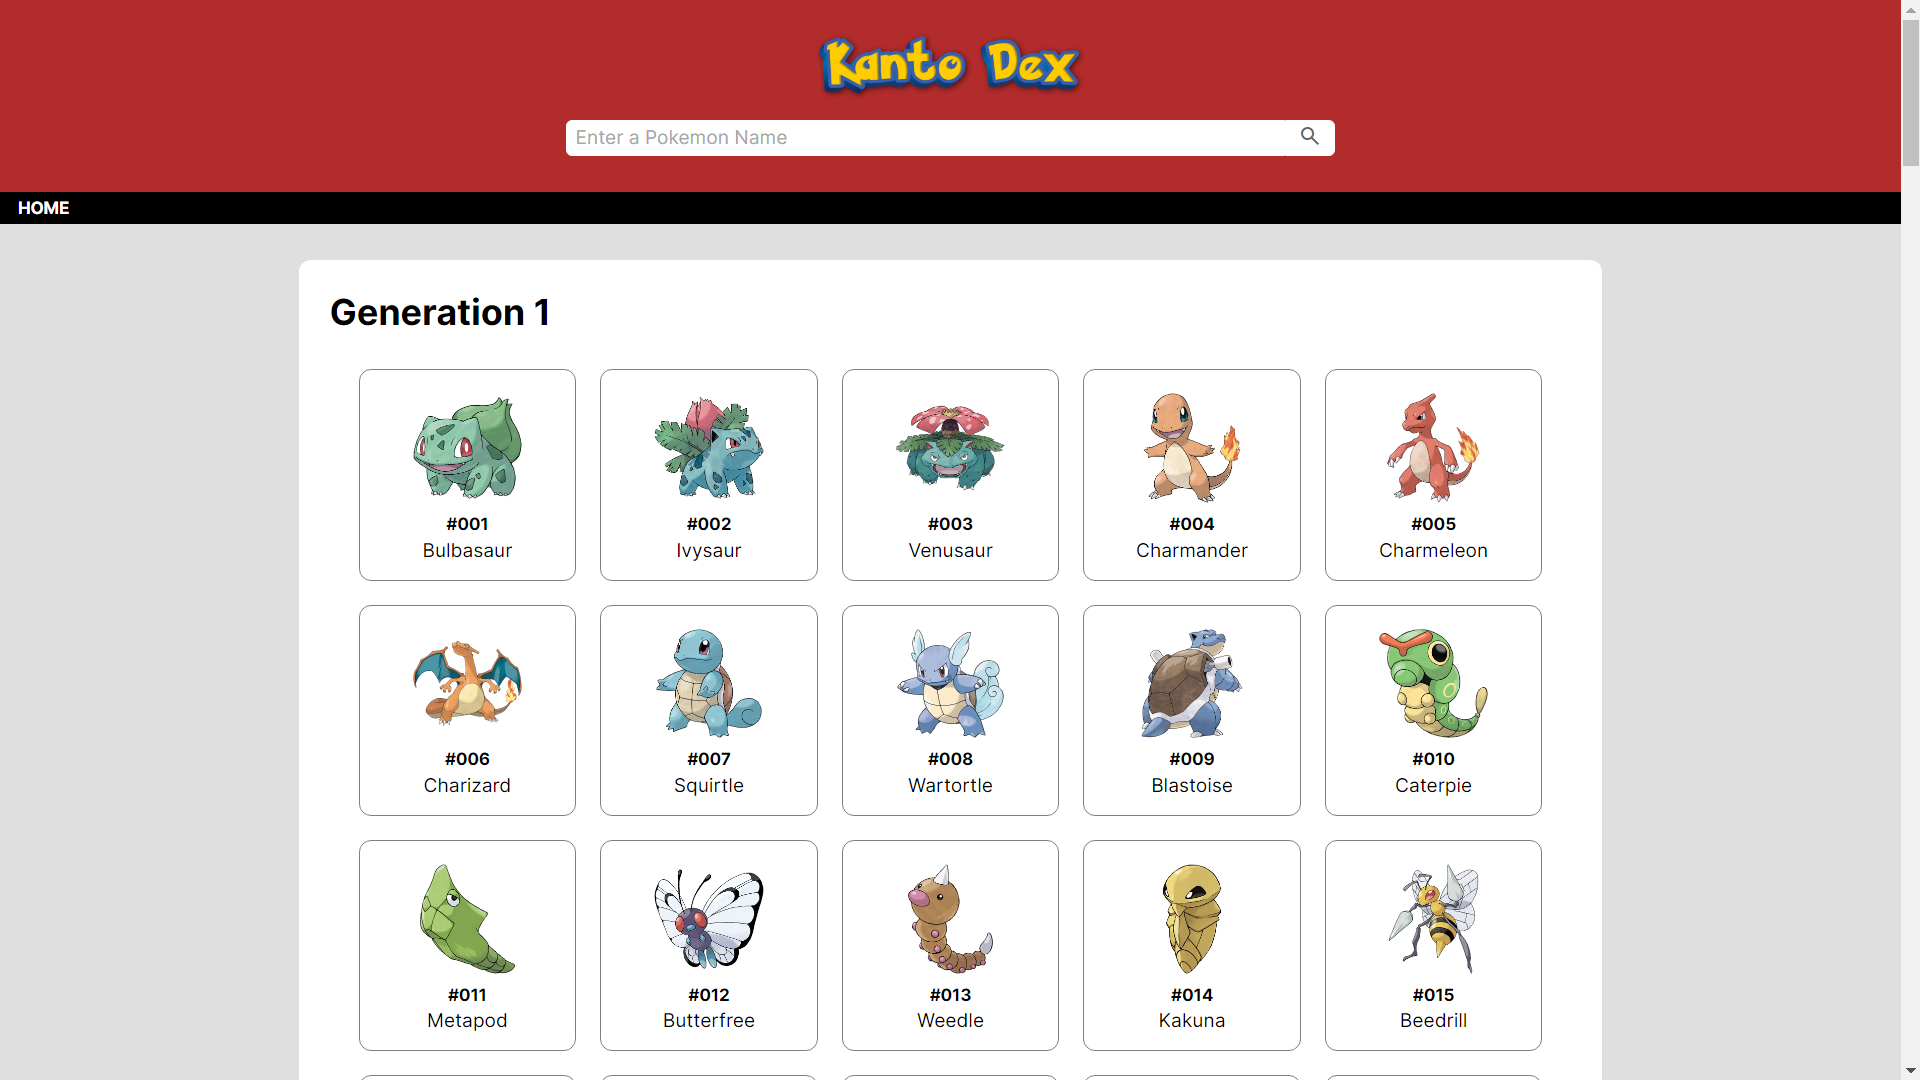 Kanto Dex
Enter a Pokemon Name
HOME
Generation 1
#001
Bulbasaur
#002
Ivysaur
#003
Venusaur
#004
Charmander
#005
Charmeleon
#006
Charizard
#007
Squirtle
#008
Wartortle
#009
Blastoise
#010
Caterpie
#011
Metapod
#012
Butterfree
#013
Weedle
#014
Kakuna
#015
Beedrill